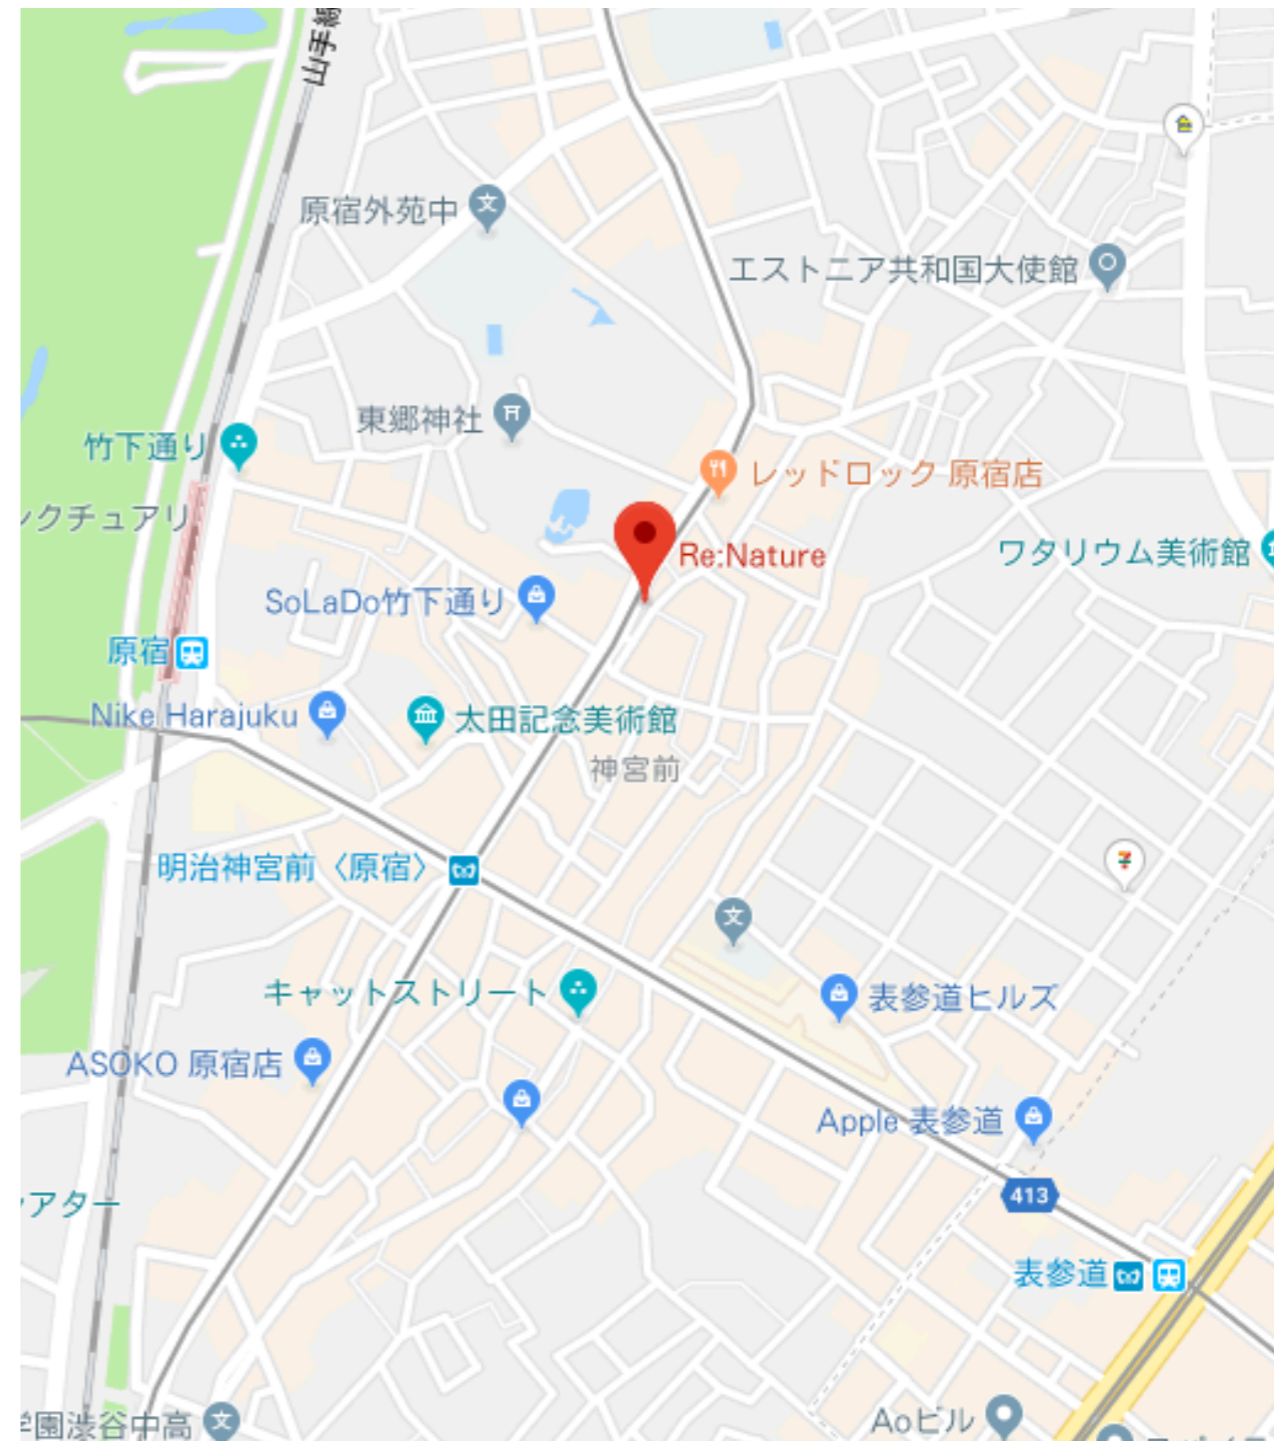 山手線
原宿外苑中
文
エストニア共和国大使館
東郷神社
竹下通り
レッドロック 原宿店
クチュアリ
Re:Nature
ワタリウム美術館
SoLaDo竹下通り
原宿
Nike Harajuku
太田記念美術館
神宮前
明治神宮前〈原宿〉
文
キャットストリート
表参道ヒルズ
ASOKO 原宿店
Apple 表参道
413
アター
表参道
Aoビル
学園渋谷中高
文